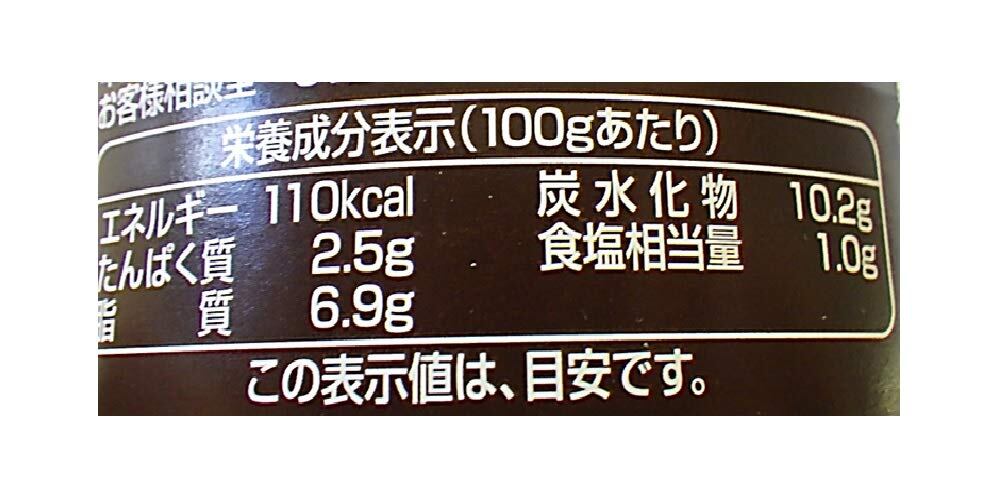 お客様相談室
栄養成分表示(100gあたり)
エネルギー 110kcal
たんぱく質 2.5g
脂質 6.9g
炭水化物 10.2g
食塩相当量 1.0g
この表示値は、目安です。